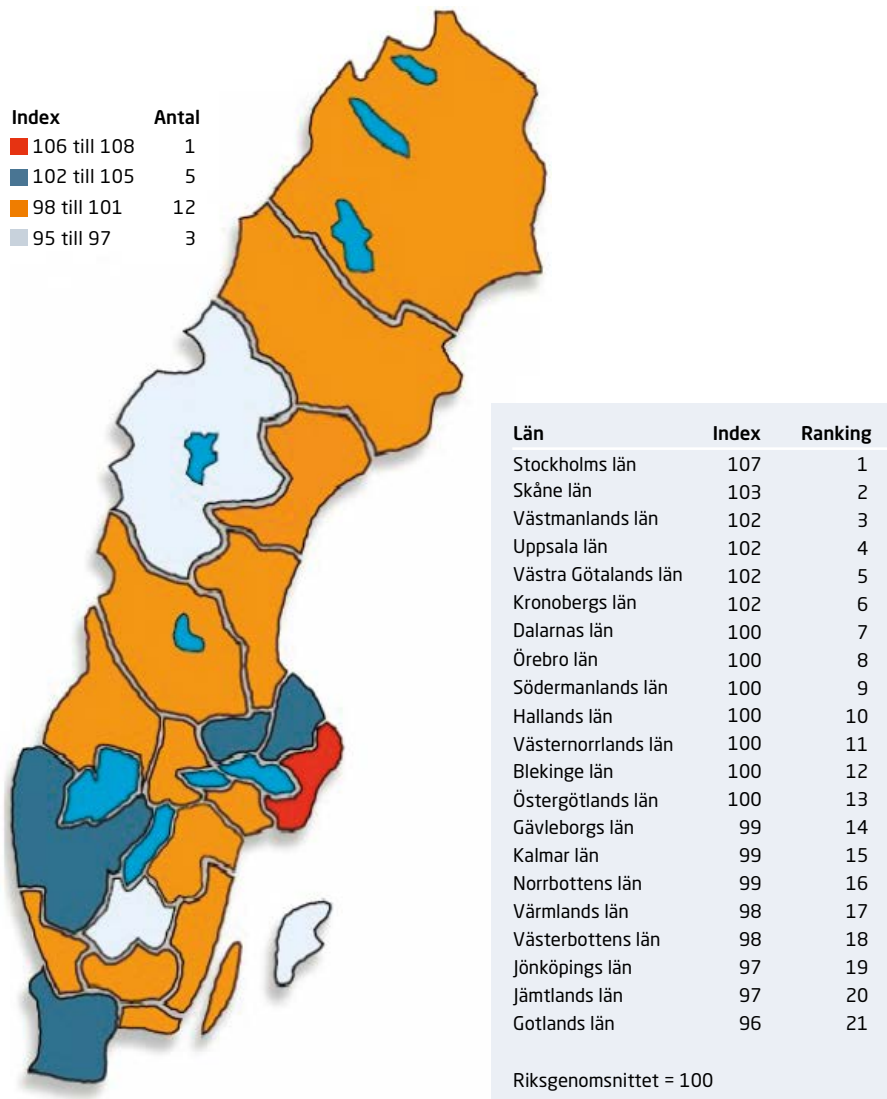 Index Antal
106 till 108 1
102 till 105 5
98 till 101 12
95 till 97 3
Län Index Ranking
Stockholms län 107 1
Skåne län 103 2
Västmanlands län 102 3
Uppsala län 102 4
Västra Götalands län 102 5
Kronobergs län 102 6
Dalarnas län 100 7
Örebro län 100 8
Södermanlands län 100 9
Hallands län 100 10
Västernorrlands län 100 11
Blekinge län 100 12
Östergötlands län 100 13
Gävleborgs län 99 14
Kalmar län 99 15
Norrbottens län 99 16
Värmlands län 98 17
Västerbottens län 98 18
Jönköpings län 97 19
Jämtlands län 97 20
Gotlands län 96 21
Riksgenomsnittet = 100